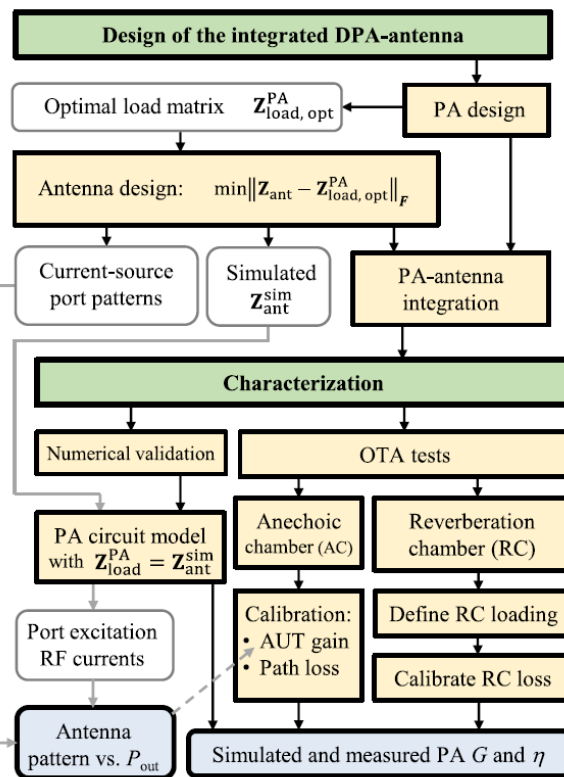 Design of the integrated DPA-antenna
Optimal load matrix Z^PA_load, opt
PA design
Antenna design: min‖Z_ant − Z^PA_load, opt‖_F
Current-source
port patterns
Simulated
Z^sim_ant
PA-antenna
integration
Characterization
Numerical validation
OTA tests
PA circuit model
with Z^PA_load = Z^sim_ant
Anechoic
chamber (AC)
Reverberation
chamber (RC)
Port excitation
RF currents
Calibration:
• AUT gain
• Path loss
Define RC loading
Calibrate RC loss
Antenna
pattern vs. P_out
Simulated and measured PA G and η